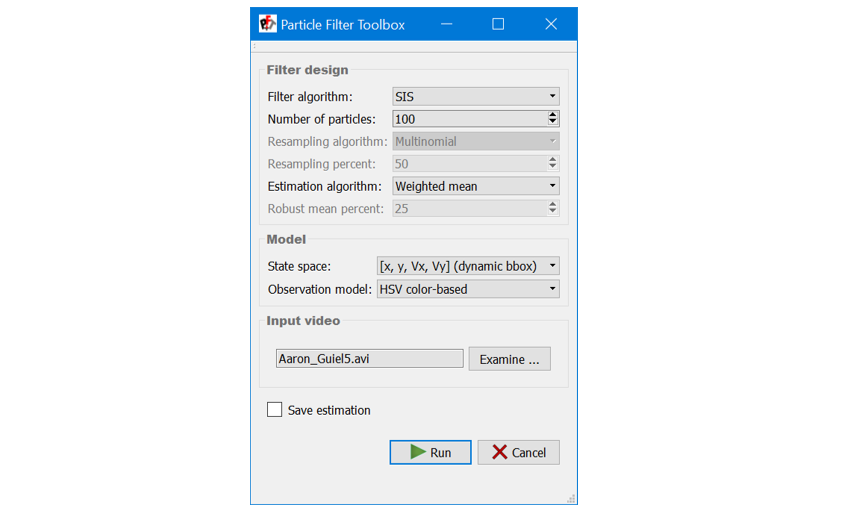 Particle Filter Toolbox
Filter design
Filter algorithm: SIS
Number of particles: 100
Resampling algorithm: Multinomial
Resampling percent: 50
Estimation algorithm: Weighted mean
Robust mean percent: 25
Model
State space: [x, y, Vx, Vy] (dynamic bbox)
Observation model: HSV color-based
Input video
Aaron_Guiel5.avi Examine ...
Save estimation
Run Cancel